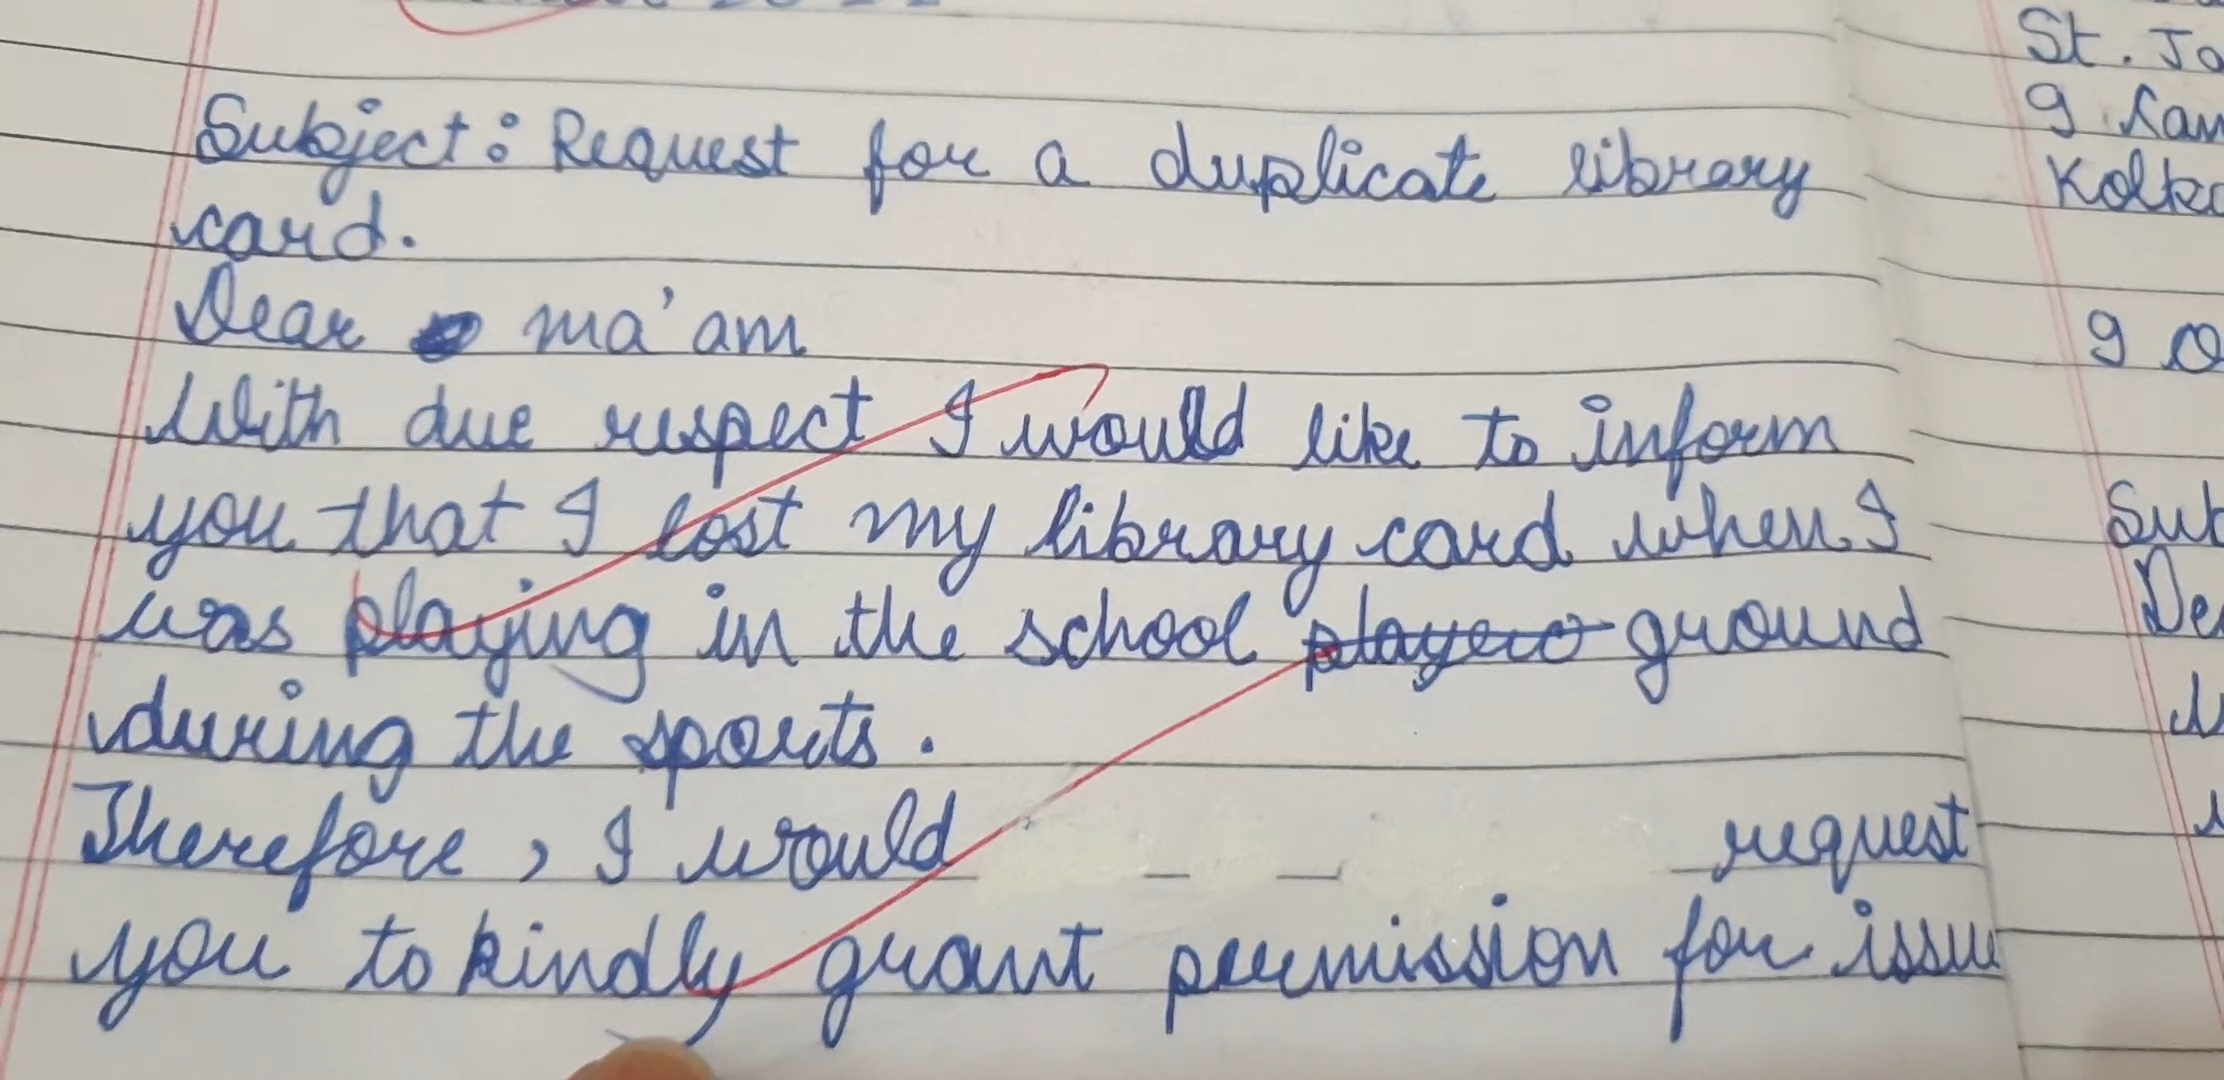 Subject: Request for a duplicate library
card.
Dear ma'am
With due respect I would like to inform
you that I lost my library card when I
was playing in the school ground
during the sports.
Therefore, I would request
you to kindly grant permission for issu
St. Ja
9
Kolka
9
Sub
De